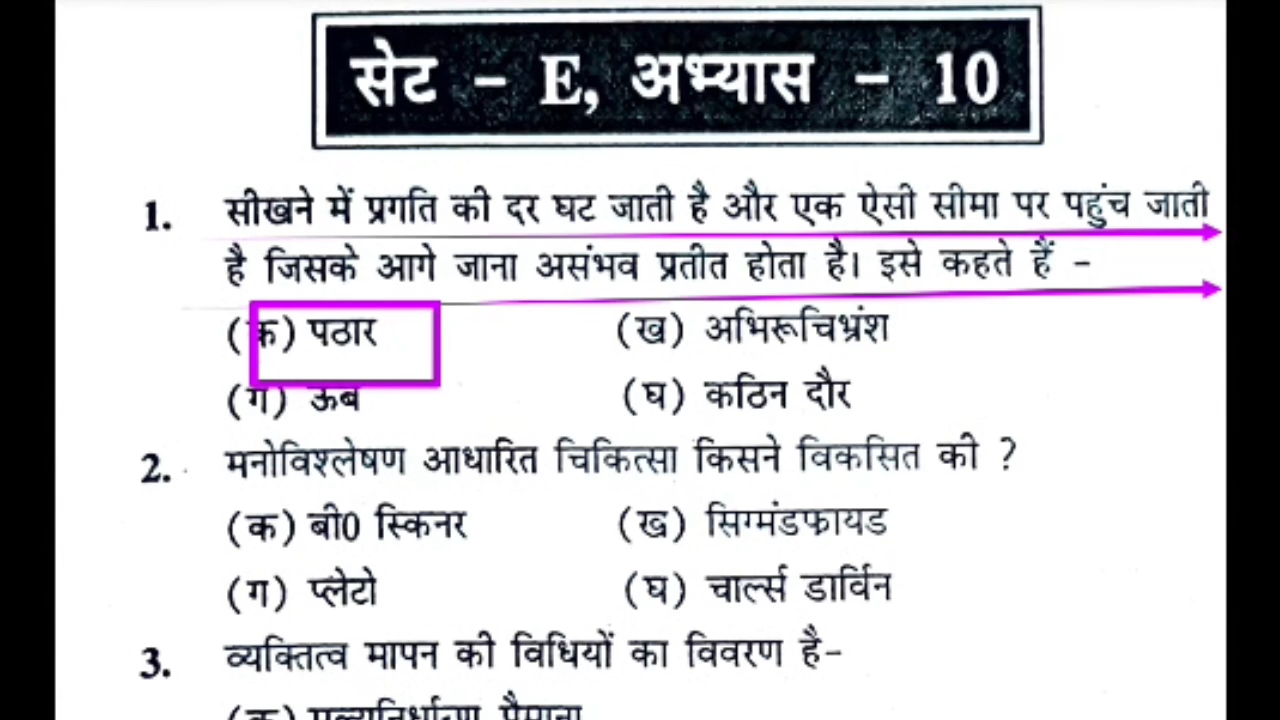 सेट – E, अभ्यास – 10
1. सीखने में प्रगति की दर घट जाती है और एक ऐसी सीमा पर पहुंच जाती
है जिसके आगे जाना असंभव प्रतीत होता है। इसे कहते हैं –
(क) पठार (ख) अभिरूचिभ्रंश
(ग) ऊब (घ) कठिन दौर
2. मनोविश्लेषण आधारित चिकित्सा किसने विकसित की ?
(क) बी0 स्किनर (ख) सिग्मंडफ्रायड
(ग) प्लेटो (घ) चार्ल्स डार्विन
3. व्यक्तित्व मापन की विधियों का विवरण है–
(क)